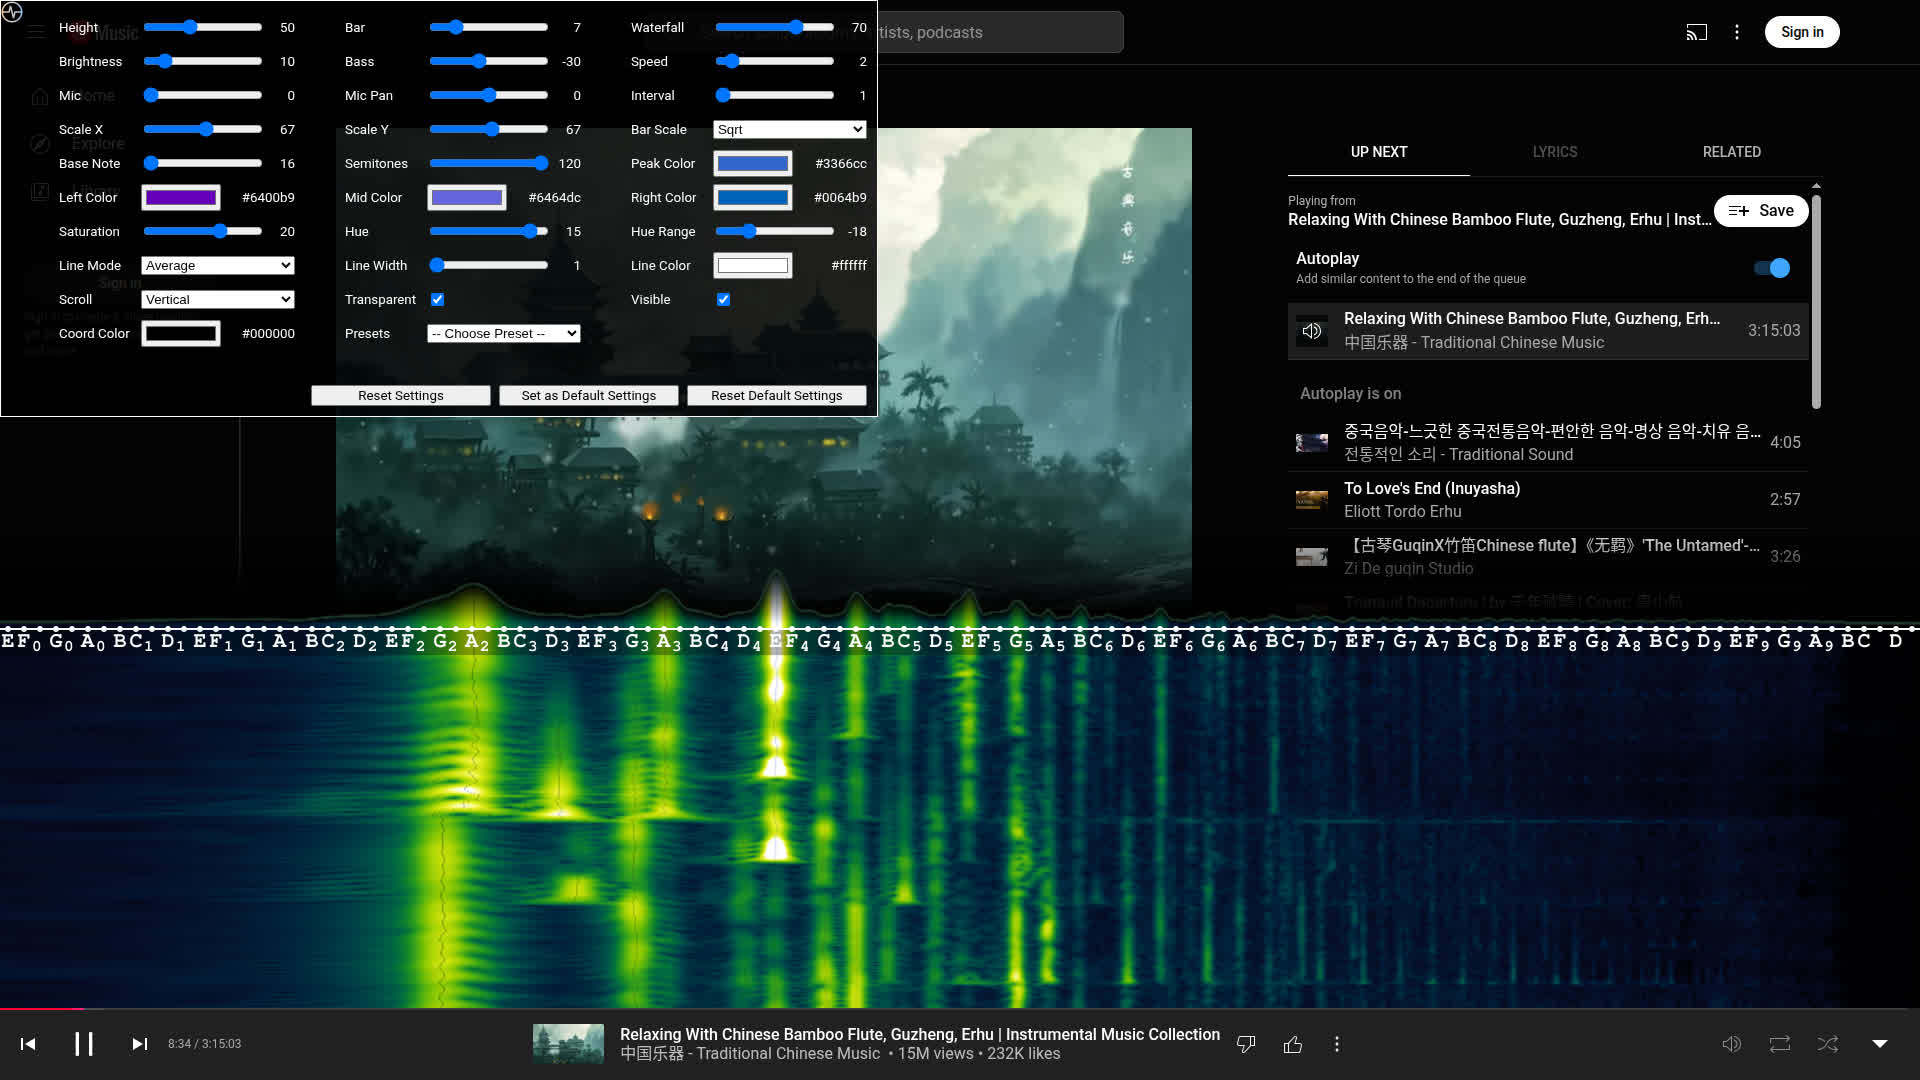 Height 50 Bar 7 Waterfall 70
Brightness 10 Bass -30 Speed 2
Mic 0 Mic Pan 0 Interval 1
Scale X 67 Scale Y 67 Bar Scale Sqrt
Base Note 16 Semitones 120 Peak Color #3366cc
Left Color #6400b9 Mid Color #6464dc Right Color #0064b9
Saturation 20 Hue 15 Hue Range -18
Line Mode Average Line Width 1 Line Color #ffffff
Scroll Vertical Transparent Visible
Coord Color #000000 Presets -- Choose Preset --
Reset Settings Set as Default Settings Reset Default Settings
Music
tists, podcasts
Sign in
Home
Explore
Library
Sign in
古典音乐
UP NEXT LYRICS RELATED
Playing from
Relaxing With Chinese Bamboo Flute, Guzheng, Erhu | Inst...
Save
Autoplay
Add similar content to the end of the queue
Relaxing With Chinese Bamboo Flute, Guzheng, Erh...
中国乐器 - Traditional Chinese Music
3:15:03
Autoplay is on
중국음악-느긋한 중국전통음악-편안한 음악-명상 음악-치유 음...
전통적인 소리 - Traditional Sound
4:05
To Love's End (Inuyasha)
Eliott Tordo Erhu
2:57
【古琴GuqinX竹笛Chinese flute】《无羁》'The Untamed'-...
Zi De guqin Studio
3:26
EF0 G0 A0 BC1 D1 EF1 G1 A1 BC2 D2 EF2 G2 A2 BC3 D3 EF3 G3 A3 BC4 D4 EF4 G4 A4 BC5 D5 EF5 G5 A5 BC6 D6 EF6 G6 A6 BC7 D7 EF7 G7 A7 BC8 D8 EF8 G8 A8 BC9 D9 EF9 G9 A9 BC D
8:34 / 3:15:03
Relaxing With Chinese Bamboo Flute, Guzheng, Erhu | Instrumental Music Collection
中国乐器 - Traditional Chinese Music • 15M views • 232K likes